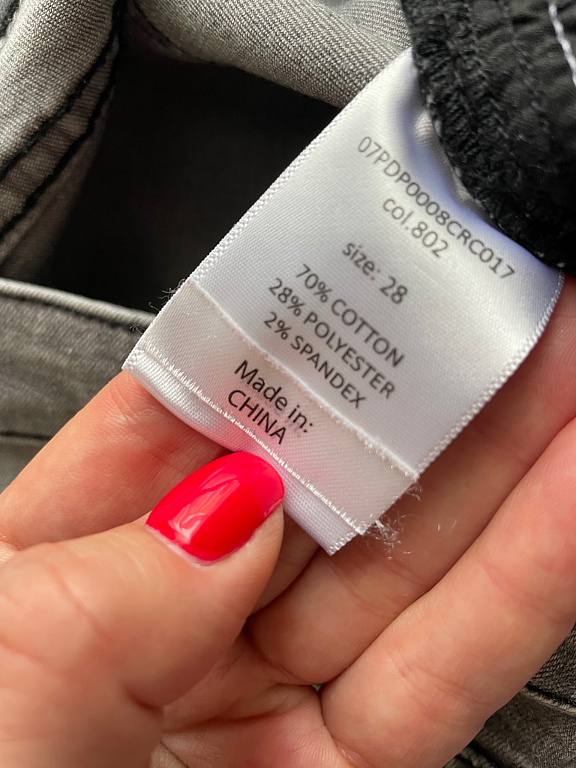 07PDP0008CRC017
col.802
size: 28
70% COTTON
28% POLYESTER
2% SPANDEX
Made in:
CHINA